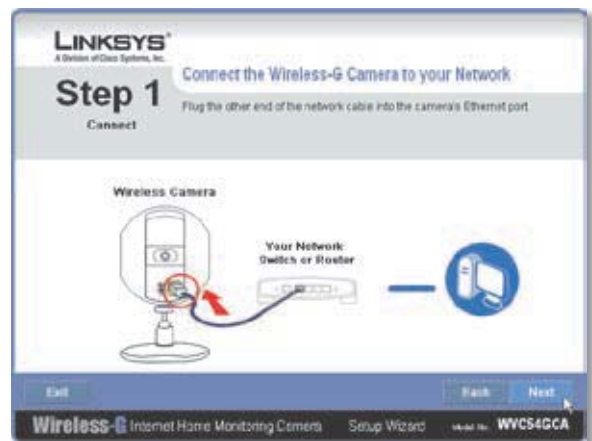 LINKSYS®
A Division of Cisco Systems, Inc.
Step 1
Connect
Connect the Wireless-G Camera to your Network
Plug the other end of the network cable into the camera's Ethernet port
Wireless Camera
Your Network
Switch or Router
Exit
Back
Next
Wireless-G Internet Home Monitoring Camera
Setup Wizard
Model No. WVC54GCA